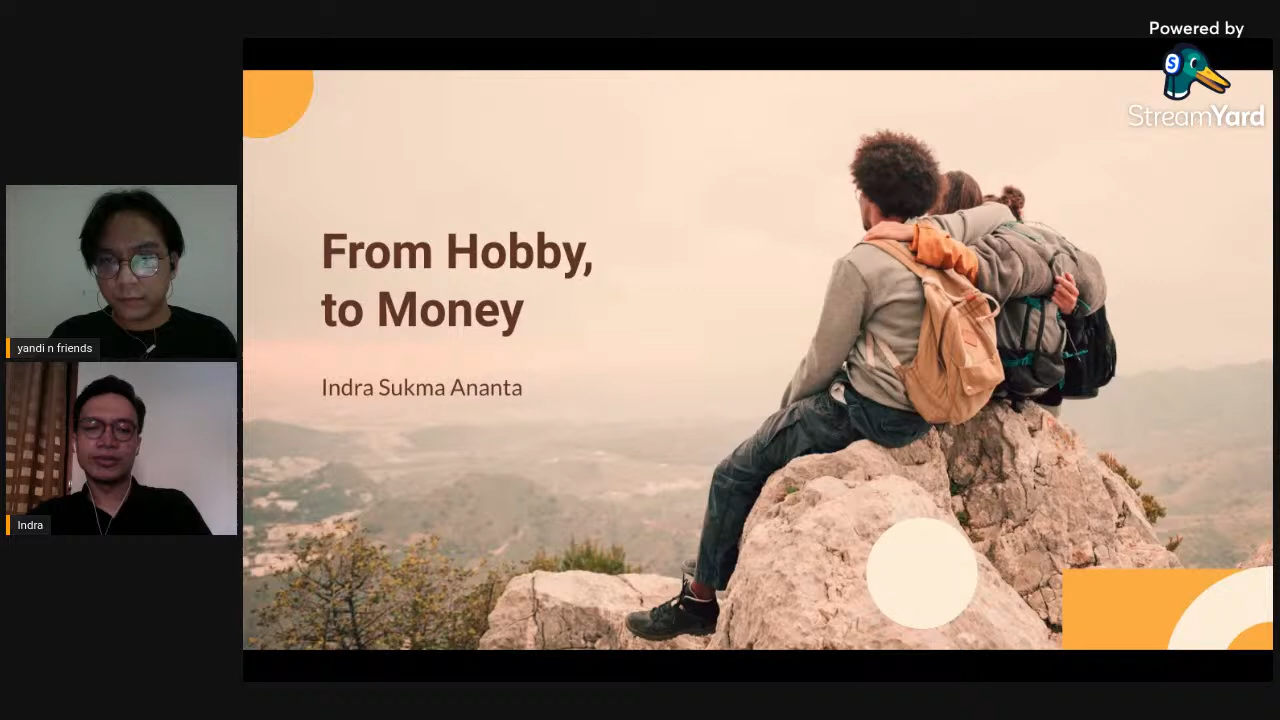 Powered by
S
StreamYard
From Hobby,
to Money
Indra Sukma Ananta
yandi n friends
Indra